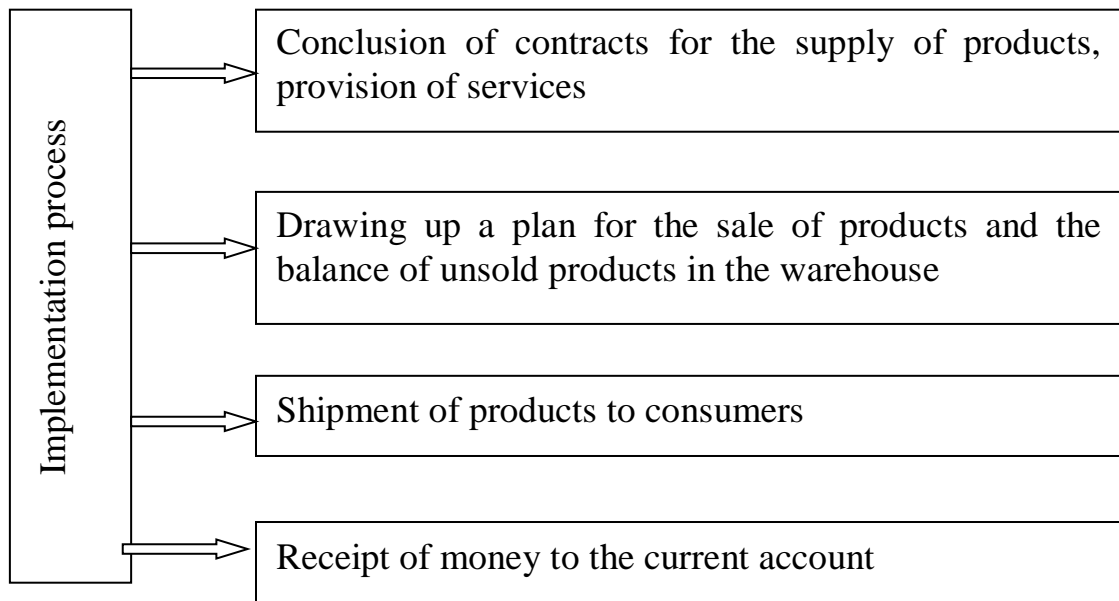 Implementation process
Conclusion of contracts for the supply of products,
provision of services
Drawing up a plan for the sale of products and the
balance of unsold products in the warehouse
Shipment of products to consumers
Receipt of money to the current account